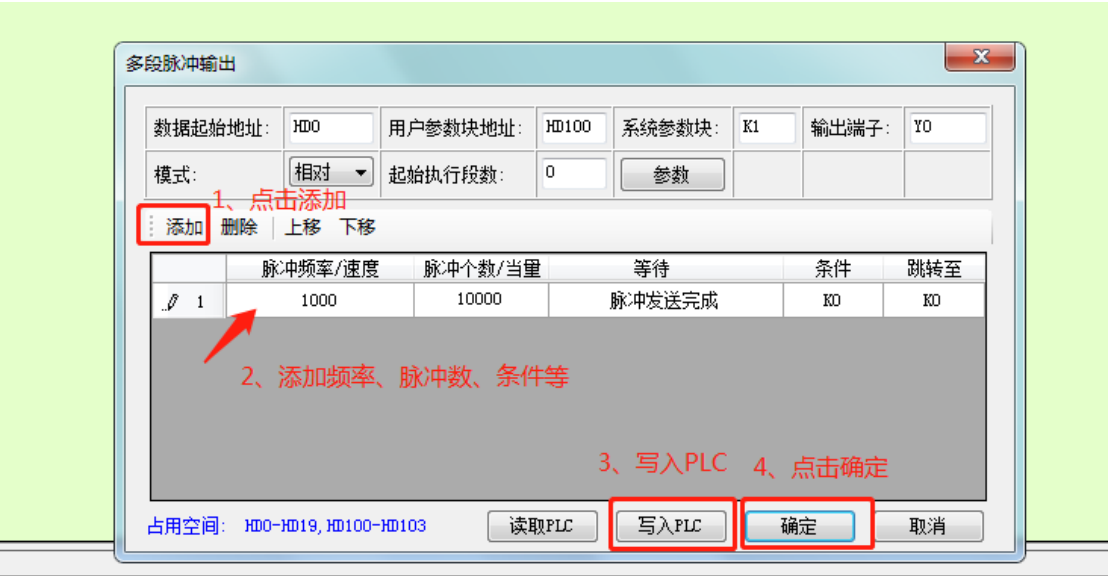 多段脉冲输出
数据起始地址: HD0 用户参数块地址: HD100 系统参数块: K1 输出端子: Y0
模式: 相对 起始执行段数: 0 参数
1、点击添加
添加 删除 上移 下移
脉冲频率/速度 脉冲个数/当量 等待 条件 跳转至
1 1000 10000 脉冲发送完成 K0 K0
2、添加频率、脉冲数、条件等
3、写入PLC 4、点击确定
占用空间: HD0-HD19,HD100-HD103 读取PLC 写入PLC 确定 取消